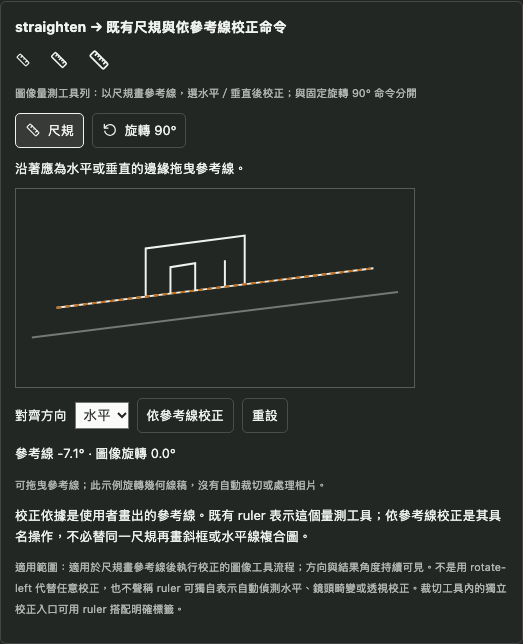 straighten → 既有尺規與依參考線校正命令
圖像量測工具列：以尺規畫參考線，選水平 / 垂直後校正；與固定旋轉 90° 命令分開
尺規
旋轉 90°
沿著應為水平或垂直的邊緣拖曳參考線。
對齊方向
水平
依參考線校正
重設
參考線 -7.1° · 圖像旋轉 0.0°
可拖曳參考線；此示例旋轉幾何線稿，沒有自動裁切或處理相片。
校正依據是使用者畫出的參考線。既有 ruler 表示這個量測工具；依參考線校正是其具
名操作，不必替同一尺規再畫斜框或水平線複合圖。
適用範圍：適用於尺規畫參考線後執行校正的圖像工具流程；方向與結果角度持續可見。不是用 rotate-
left 代替任意校正，也不聲稱 ruler 可獨自表示自動偵測水平、鏡頭畸變或透視校正。裁切工具內的獨立
校正入口可用 ruler 搭配明確標籤。